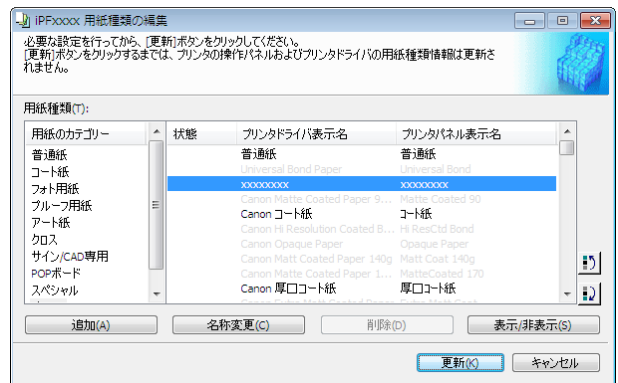 iPFxxxx 用紙種類の編集
必要な設定を行ってから、[更新]ボタンをクリックしてください。
[更新]ボタンをクリックするまでは、プリンタの操作パネルおよびプリンタドライバの用紙種類情報は更新さ
れません。
用紙種類(T):
用紙のカテゴリー 状態 プリンタドライバ表示名 プリンタパネル表示名
普通紙 普通紙 普通紙
コート紙 Universal Bond Paper Universal Bond
フォト用紙 xxxxxxxx xxxxxxxx
プルーフ用紙 Canon Matte Coated Paper 9... Matte Coated 90
アート紙 Canon コート紙 コート紙
クロス Canon Hi Resolution Coated B... Hi ResCtd Bond
サイン/CAD専用 Canon Opaque Paper Opaque Paper
POPボード Canon Matt Coated Paper 140g Matt Coat 140g
スペシャル Canon Matte Coated Paper 1... MatteCoated 170
Canon 厚口コート紙 厚口コート紙
追加(A) 名称変更(C) 削除(D) 表示/非表示(S)
更新(K) キャンセル